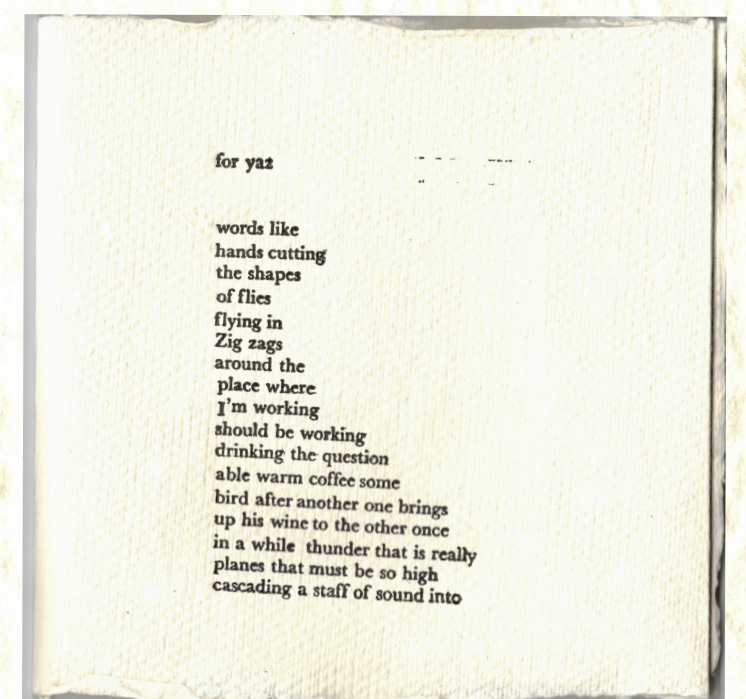 for yaz
words like
hands cutting
the shapes
of flies
flying in
Zig zags
around the
place where
I'm working
should be working
drinking the question
able warm coffee some
bird after another one brings
up his wine to the other once
in a while thunder that is really
planes that must be so high
cascading a staff of sound into